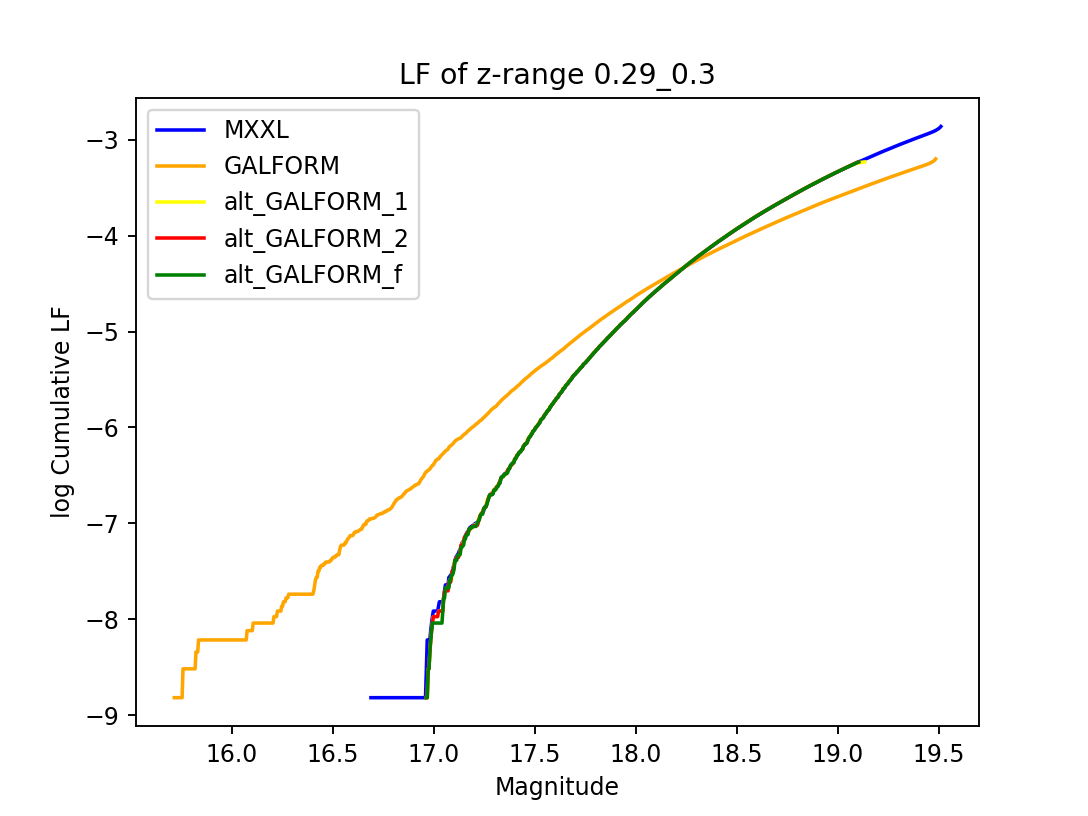 LF of z-range 0.29_0.3
MXXL
GALFORM
alt_GALFORM_1
alt_GALFORM_2
alt_GALFORM_f
log Cumulative LF
−3
−4
−5
−6
−7
−8
−9
16.0 16.5 17.0 17.5 18.0 18.5 19.0 19.5
Magnitude